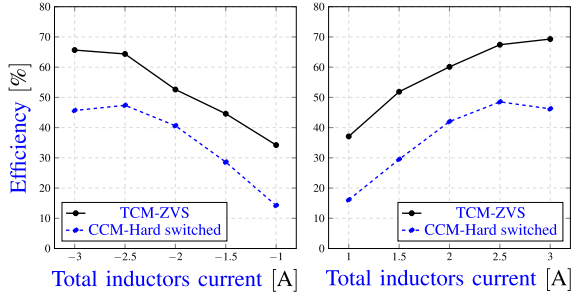 80
70
60
50
40
30
20
10
0
Efficiency [%]
TCM-ZVS
CCM-Hard switched
−3 −2.5 −2 −1.5 −1
Total inductors current [A]
80
70
60
50
40
30
20
10
0
TCM-ZVS
CCM-Hard switched
1 1.5 2 2.5 3
Total inductors current [A]